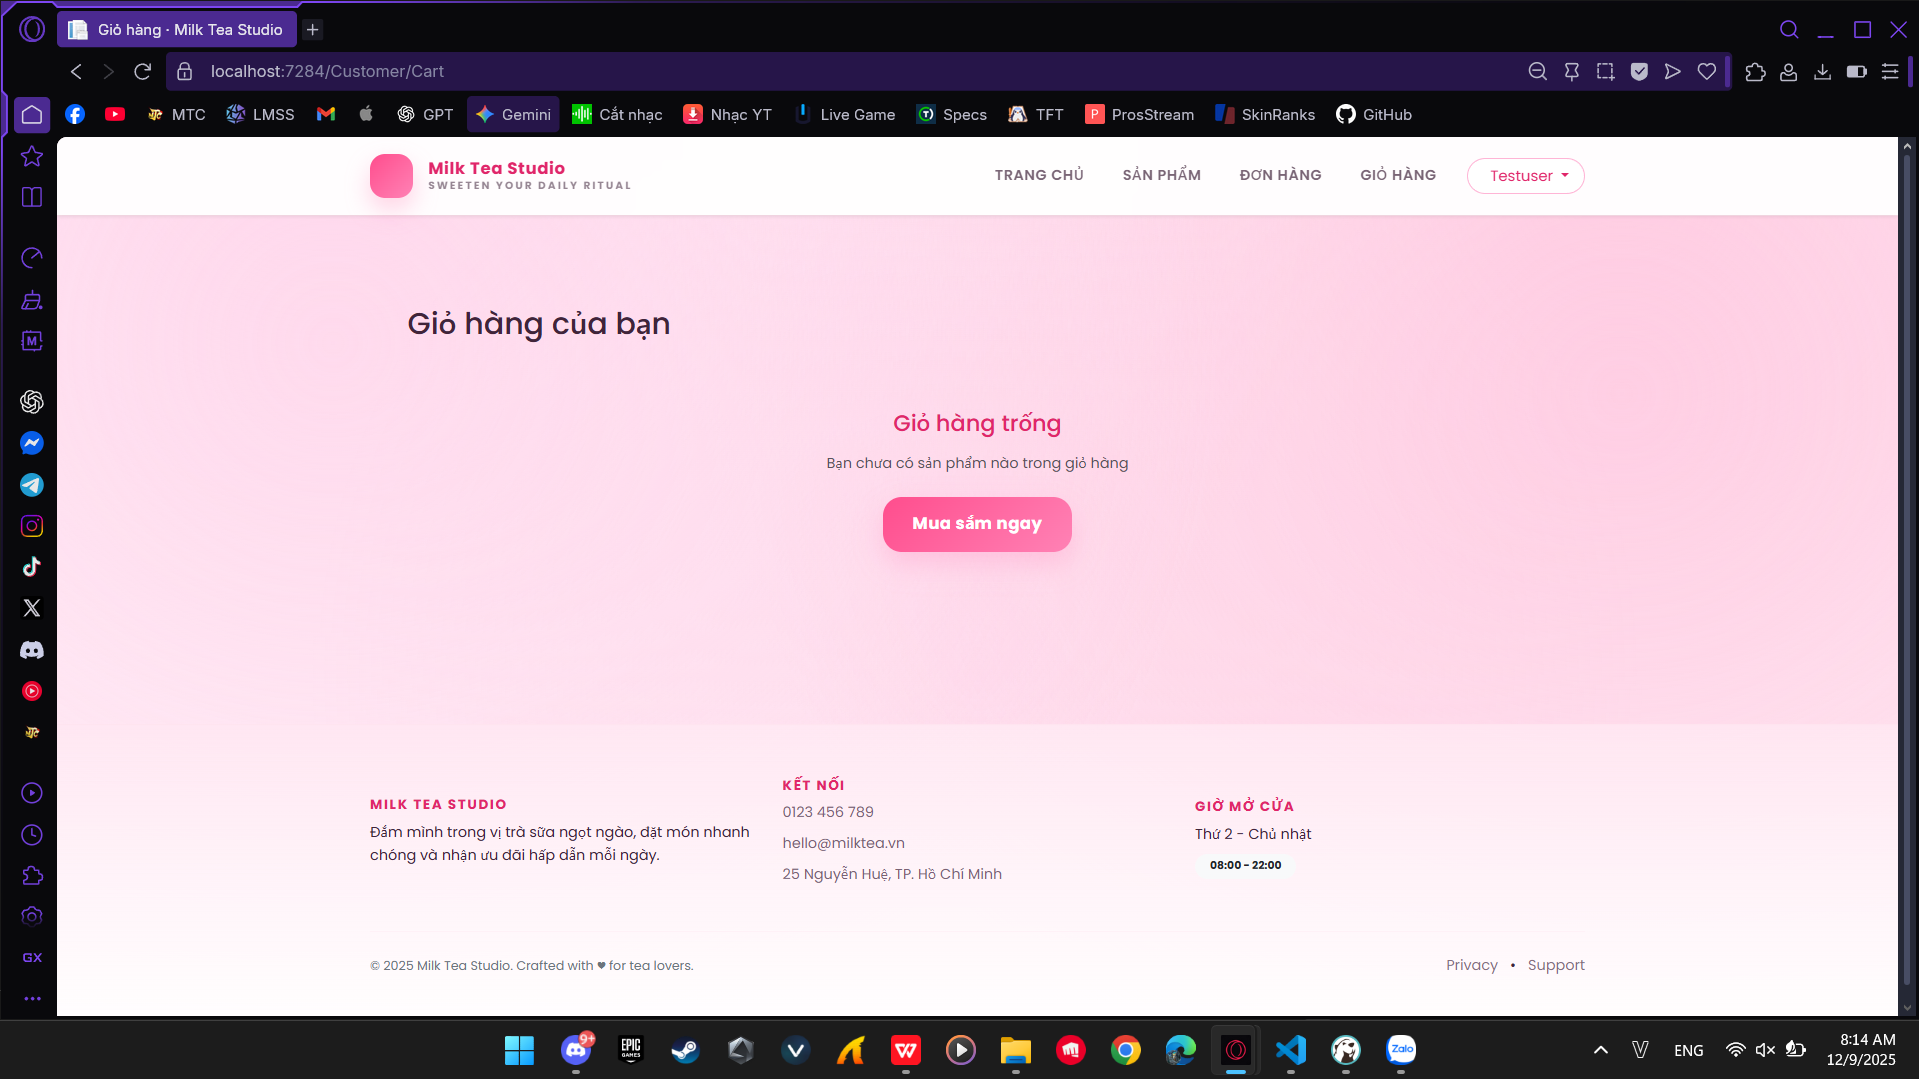 Giỏ hàng · Milk Tea Studio
localhost:7284/Customer/Cart
MTC
LMSS
GPT
Gemini
Cắt nhạc
Nhạc YT
Live Game
Specs
TFT
ProsStream
SkinRanks
GitHub
Milk Tea Studio
SWEETEN YOUR DAILY RITUAL
TRANG CHỦ
SẢN PHẨM
ĐƠN HÀNG
GIỎ HÀNG
Testuser
Giỏ hàng của bạn
Giỏ hàng trống
Bạn chưa có sản phẩm nào trong giỏ hàng
Mua sắm ngay
MILK TEA STUDIO
Đắm mình trong vị trà sữa ngọt ngào, đặt món nhanh
chóng và nhận ưu đãi hấp dẫn mỗi ngày.
KẾT NỐI
0123 456 789
hello@milktea.vn
25 Nguyễn Huệ, TP. Hồ Chí Minh
GIỜ MỞ CỬA
Thứ 2 - Chủ nhật
08:00 - 22:00
© 2025 Milk Tea Studio. Crafted with ♥ for tea lovers.
Privacy • Support
GX
9+
EPIC
GAMES
Zalo
ENG
8:14 AM
12/9/2025